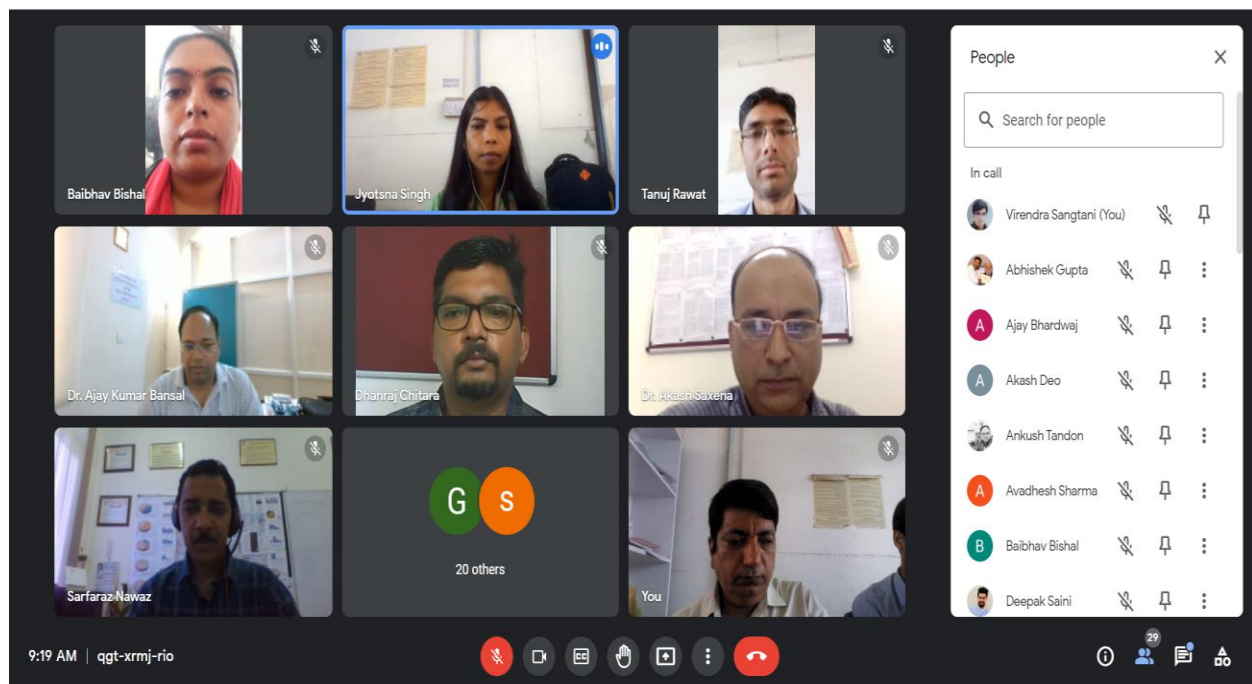 Baibhav Bishal
Jyotsna Singh
Tanuj Rawat
Dr. Ajay Kumar Bansal
Dhanraj Chitara
Dr. Akash Saxena
Sarfaraz Nawaz
G S
20 others
You
People
Search for people
In call
Virendra Sangtani (You)
Abhishek Gupta
A Ajay Bhardwaj
A Akash Deo
Ankush Tandon
A Avadhesh Sharma
B Baibhav Bishal
Deepak Saini
9:19 AM | qgt-xrmj-rio
CC
29